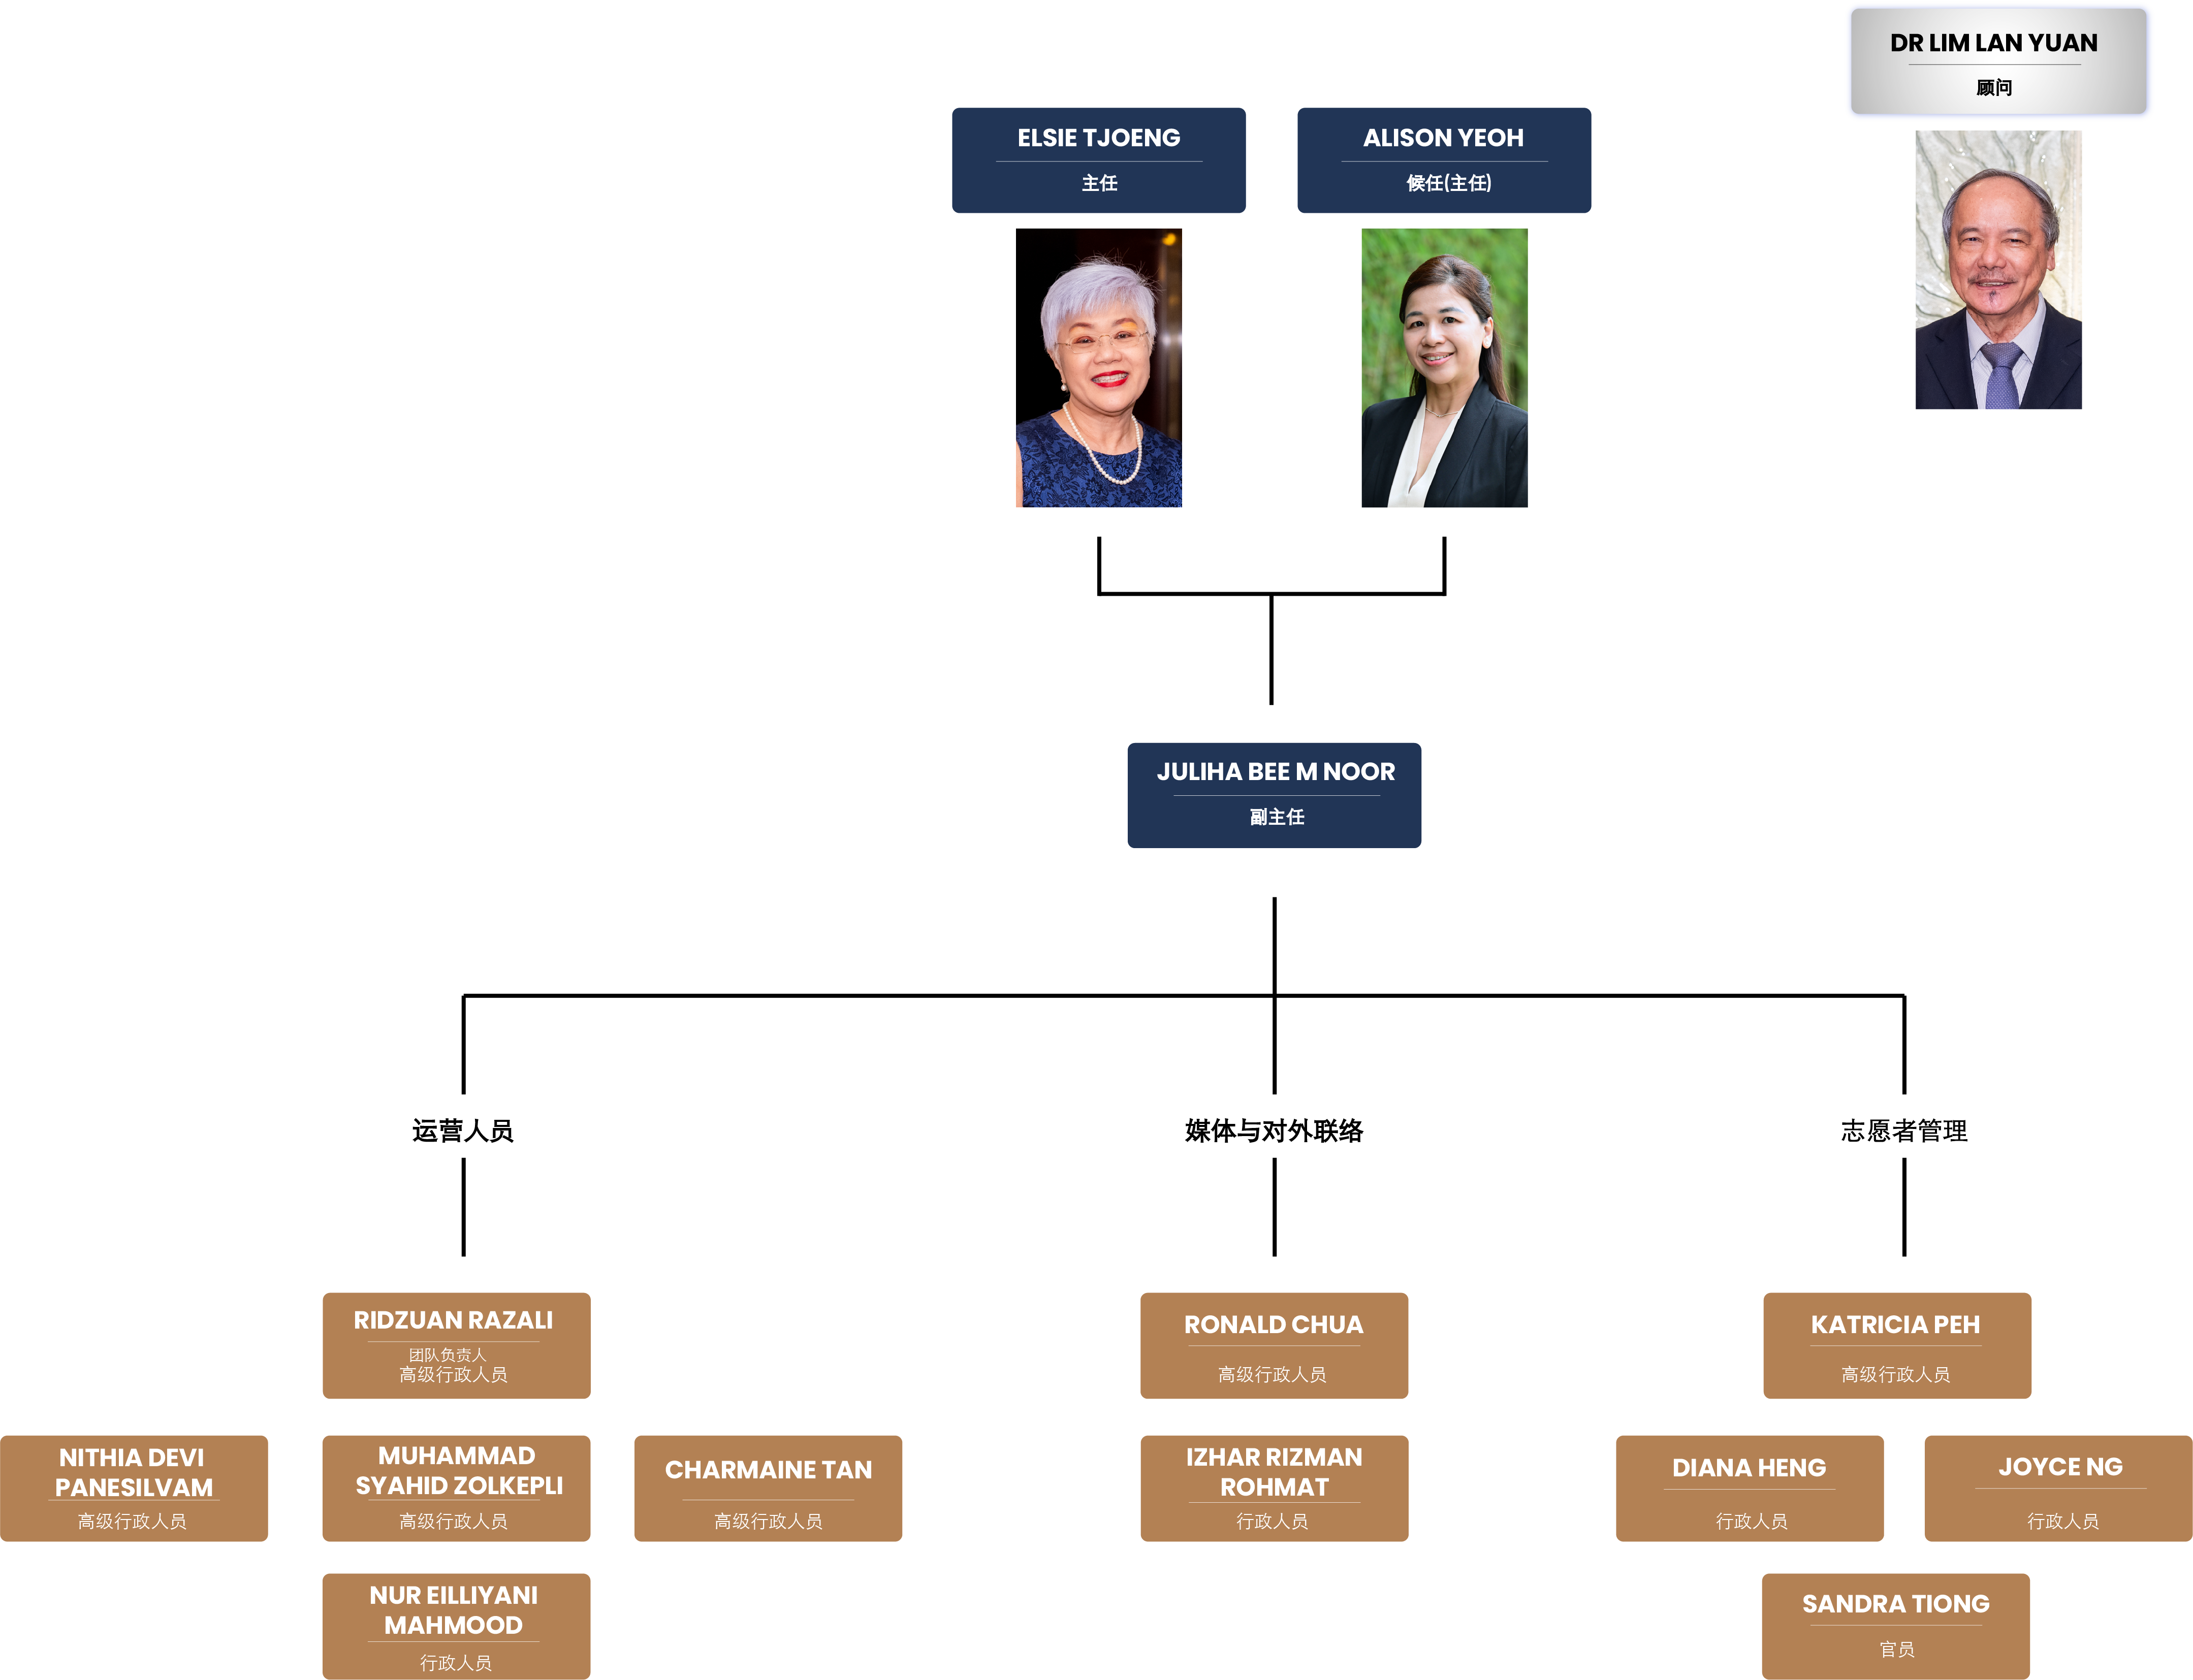 DR LIM LAN YUAN
顾问
ELSIE TJOENG
主任
ALISON YEOH
候任(主任)
JULIHA BEE M NOOR
副主任
运营人员
媒体与对外联络
志愿者管理
RIDZUAN RAZALI
团队负责人
高级行政人员
RONALD CHUA
高级行政人员
KATRICIA PEH
高级行政人员
NITHIA DEVI
PANESILVAM
高级行政人员
MUHAMMAD
SYAHID ZOLKEPLI
高级行政人员
CHARMAINE TAN
高级行政人员
IZHAR RIZMAN
ROHMAT
行政人员
DIANA HENG
行政人员
JOYCE NG
行政人员
NUR EILLIYANI
MAHMOOD
行政人员
SANDRA TIONG
官员